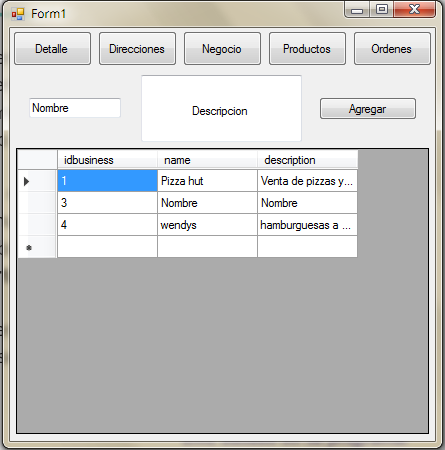 Form1
Detalle Direcciones Negocio Productos Ordenes
Nombre Descripcion Agregar
idbusiness name description
1 Pizza hut Venta de pizzas y...
3 Nombre Nombre
4 wendys hamburguesas a ...